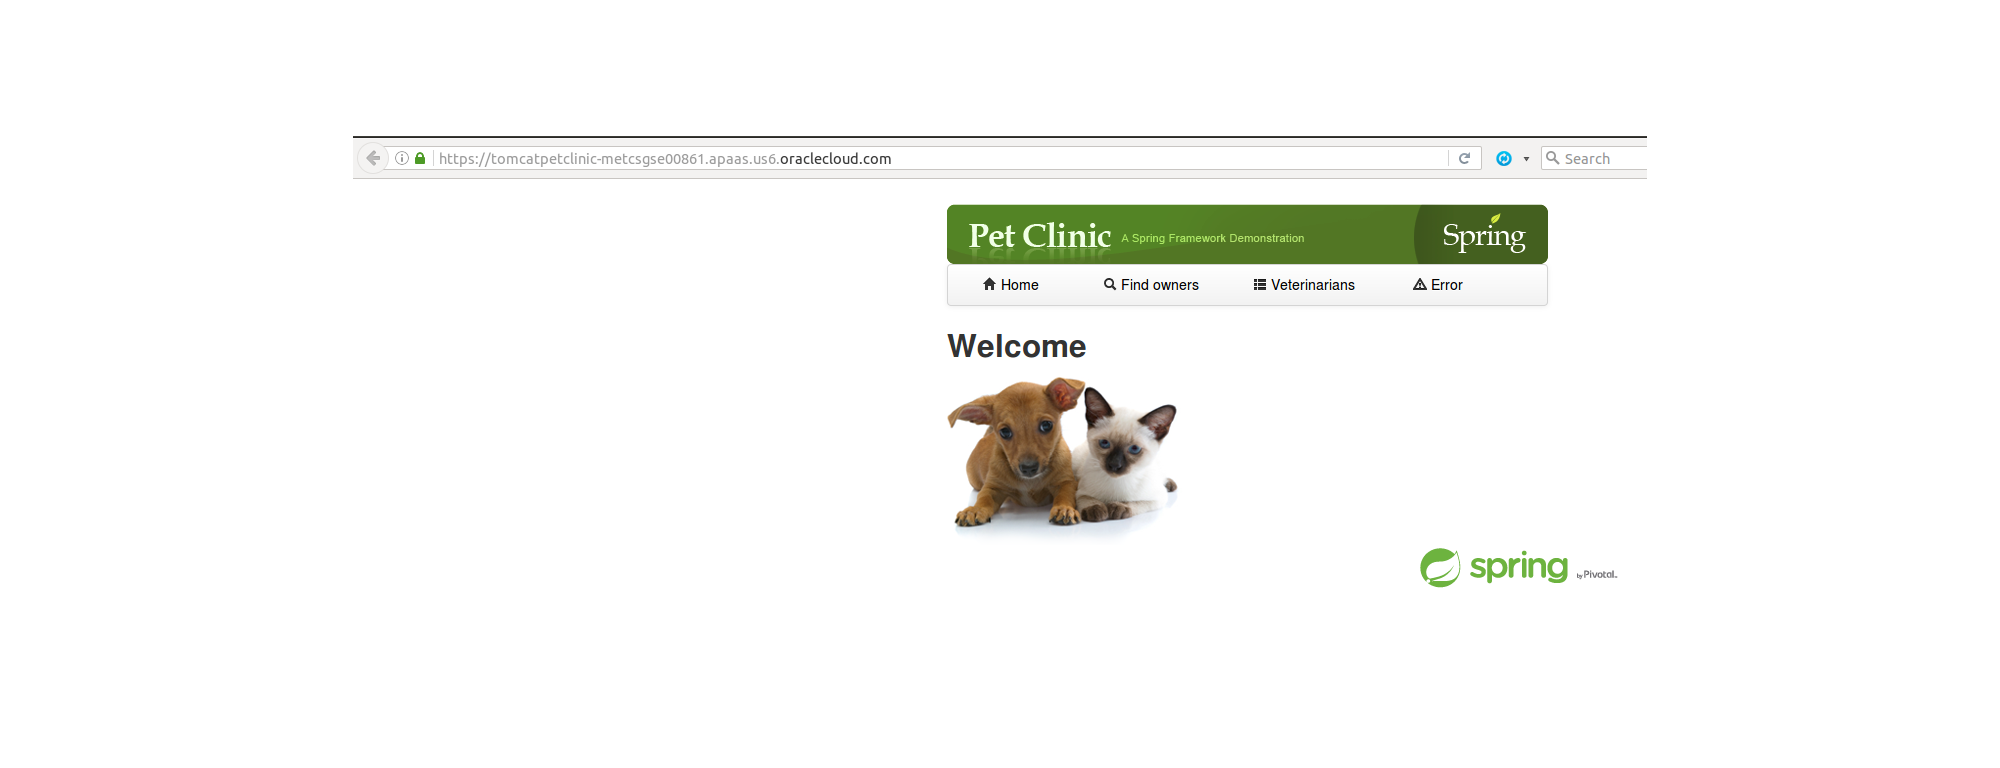 https://tomcatpetclinic-metcsgse00861.apaas.us6.oraclecloud.com
Search
Pet Clinic A Spring Framework Demonstration Spring
Home Find owners Veterinarians Error
Welcome
spring by Pivotal™